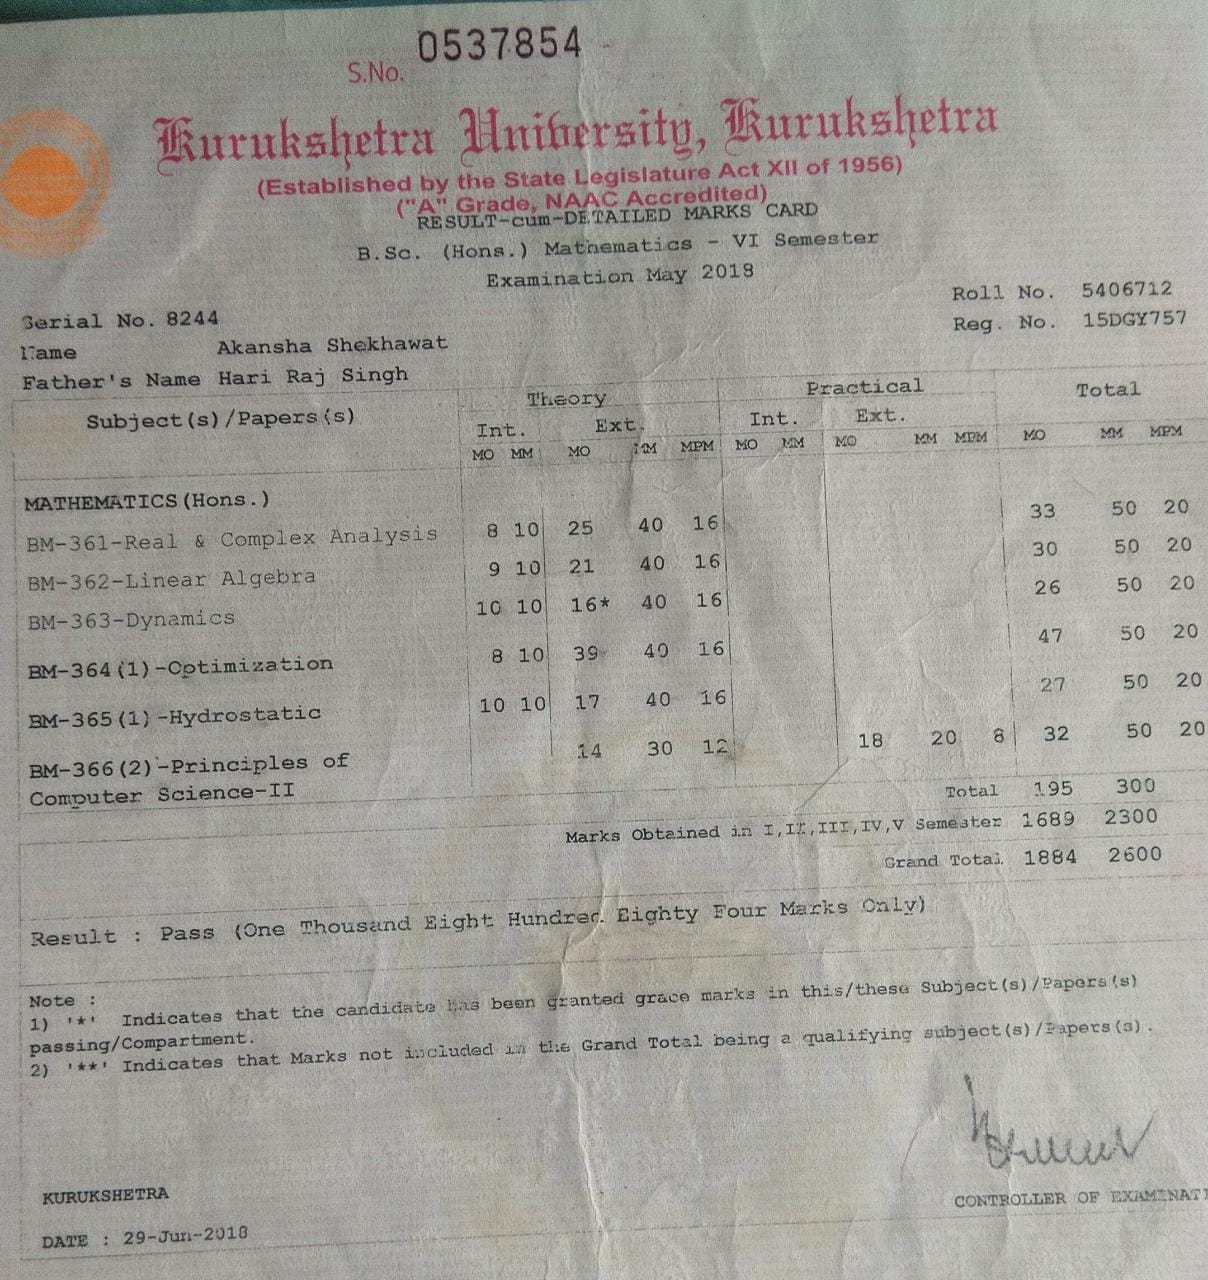 S.No. 0537854
Kurukshetra University, Kurukshetra
(Established by the State Legislature Act XII of 1956)
("A" Grade, NAAC Accredited)
RESULT-cum-DETAILED MARKS CARD
B.Sc. (Hons.) Mathematics - VI Semester
Examination May 2018
Roll No. 5406712
Serial No. 8244
Reg. No. 15DGY757
Name Akansha Shekhawat
Father's Name Hari Raj Singh
Subject(s)/Papers(s) Theory Practical Total
Int. Ext. Int. Ext.
MO MM MO MM MPM MO MM MO MM MPM MO MM MPM
MATHEMATICS(Hons.)
BM-361-Real & Complex Analysis 8 10 25 40 16 33 50 20
BM-362-Linear Algebra 9 10 21 40 16 30 50 20
BM-363-Dynamics 10 10 16* 40 16 26 50 20
BM-364(1)-Optimization 8 10 39 40 16 47 50 20
BM-365(1)-Hydrostatic 10 10 17 40 16 27 50 20
BM-366(2)-Principles of 14 30 12 18 20 8 32 50 20
Computer Science-II
Total 195 300
Marks Obtained in I,II,III,IV,V Semester 1689 2300
Grand Total 1884 2600
Result : Pass (One Thousand Eight Hundred Eighty Four Marks Only)
Note :
1) '*' Indicates that the candidate has been granted grace marks in this/these Subject(s)/Papers(s)
passing/Compartment.
2) '**' Indicates that Marks not included in the Grand Total being a qualifying subject(s)/Papers(s).
KURUKSHETRA
CONTROLLER OF EXAMINATI
DATE : 29-Jun-2018